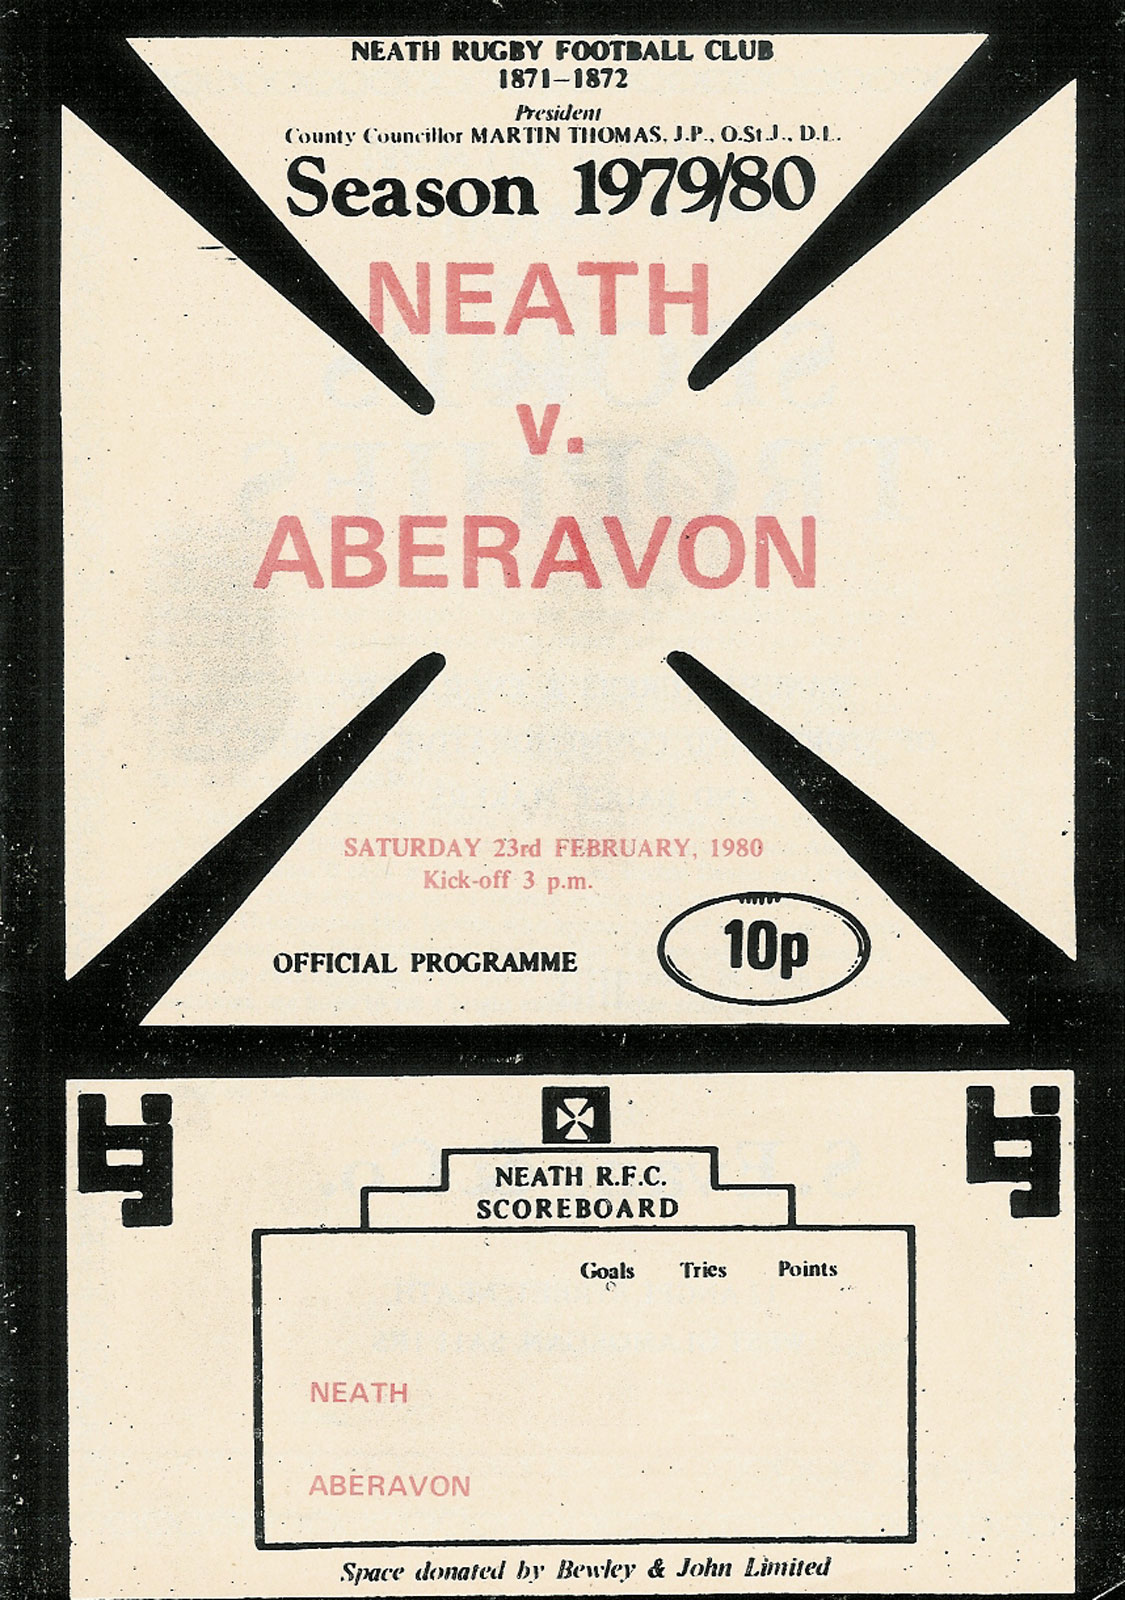 NEATH RUGBY FOOTBALL CLUB
1871–1872
President
County Councillor MARTIN THOMAS, J.P., O.St.J., D.L.
Season 1979/80
NEATH
v.
ABERAVON
SATURDAY 23rd FEBRUARY, 1980
Kick-off 3 p.m.
OFFICIAL PROGRAMME
10p
NEATH R.F.C.
SCOREBOARD
Goals Tries Points
NEATH
ABERAVON
Space donated by Bewley & John Limited